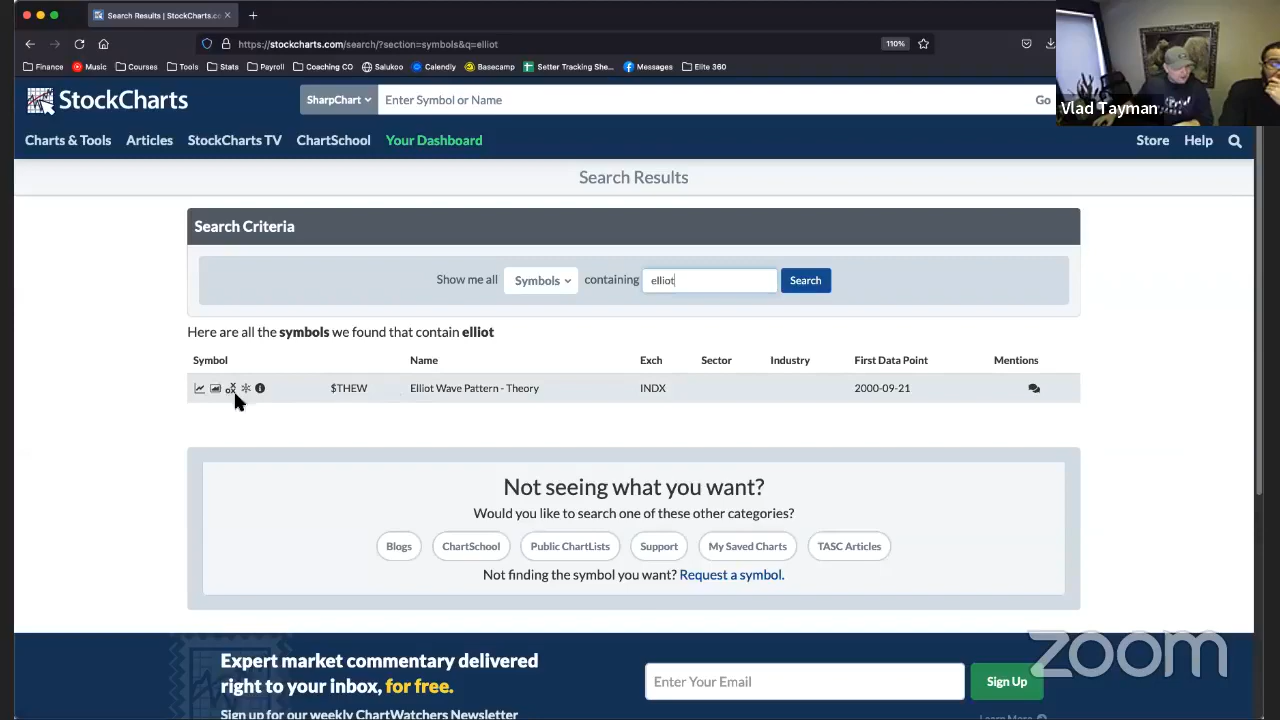 Search Results | StockCharts.co
https://stockcharts.com/search/?section=symbols&q=elliot
110%
Finance Music Courses Tools Stats Payroll Coaching CO Salukoo Calendly Basecamp Setter Tracking She... Messages Elite 360
StockCharts
SharpChart
Enter Symbol or Name
Go
Vlad Tayman
Charts & Tools Articles StockCharts TV ChartSchool Your Dashboard
Store Help
Search Results
Search Criteria
Show me all Symbols containing elliot Search
Here are all the symbols we found that contain elliot
Symbol Name Exch Sector Industry First Data Point Mentions
$THEW Elliot Wave Pattern - Theory INDX 2000-09-21
Not seeing what you want?
Would you like to search one of these other categories?
Blogs ChartSchool Public ChartLists Support My Saved Charts TASC Articles
Not finding the symbol you want? Request a symbol.
zoom
Expert market commentary delivered
right to your inbox, for free.
Enter Your Email
Sign Up
Sign up for our weekly ChartWatchers Newsletter
Learn More